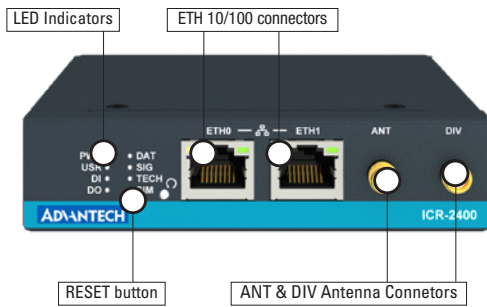 LED Indicators
ETH 10/100 connectors
ETH0
ETH1
ANT
DIV
DAT
USR
SIG
DI
TECH
DO
ADVANTECH
ICR-2400
RESET button
ANT & DIV Antenna Connetors